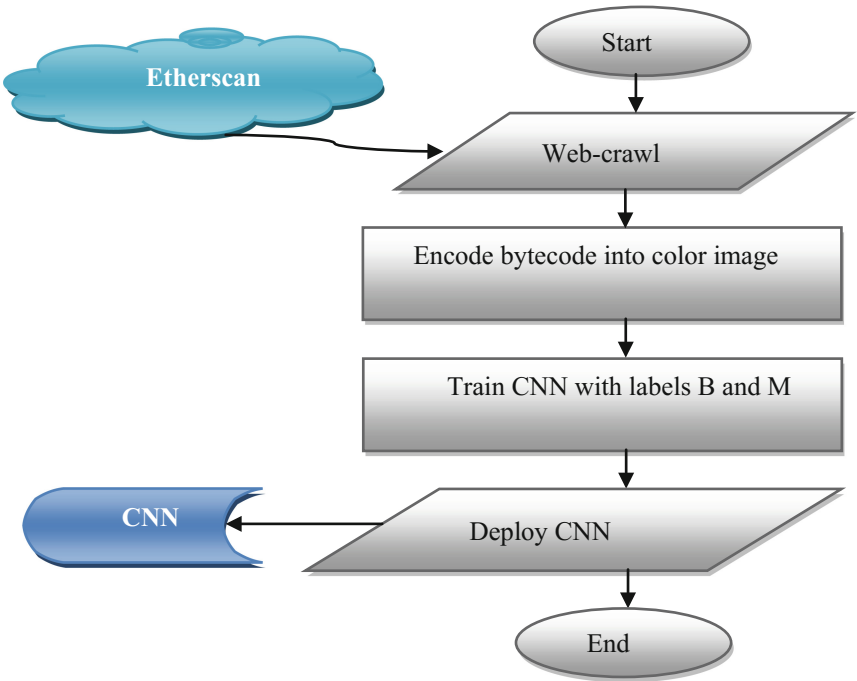 Start
Etherscan
Web-crawl
Encode bytecode into color image
Train CNN with labels B and M
CNN
Deploy CNN
End